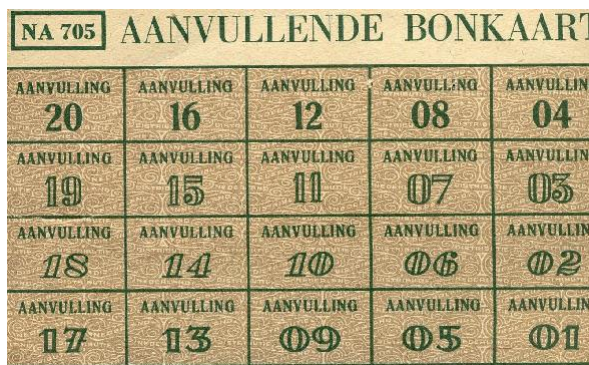 NA 705 AANVULLENDE BONKAART
AANVULLING AANVULLING AANVULLING AANVULLING AANVULLIN
20 16 12 08 04
AANVULLING AANVULLING AANVULLING AANVULLING AANVULLIN
19 15 11 07 03
AANVULLING AANVULLING AANVULLING AANVULLING AANVULLIN
18 14 10 06 02
AANVULLING AANVULLING AANVULLING AANVULLING AANVULLIN
17 13 09 05 01